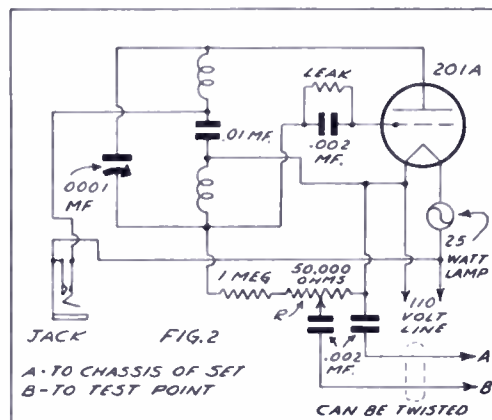 201A
LEAK
.01 MF.
.002
MF.
.0001
MF
25
WATT
LAMP
1 MEG
50,000
OHMS
R
110
VOLT
LINE
JACK
FIG. 2
.002
MF.
A
B
A-TO CHASSIS OF SET
B-TO TEST POINT
CAN BE TWISTED